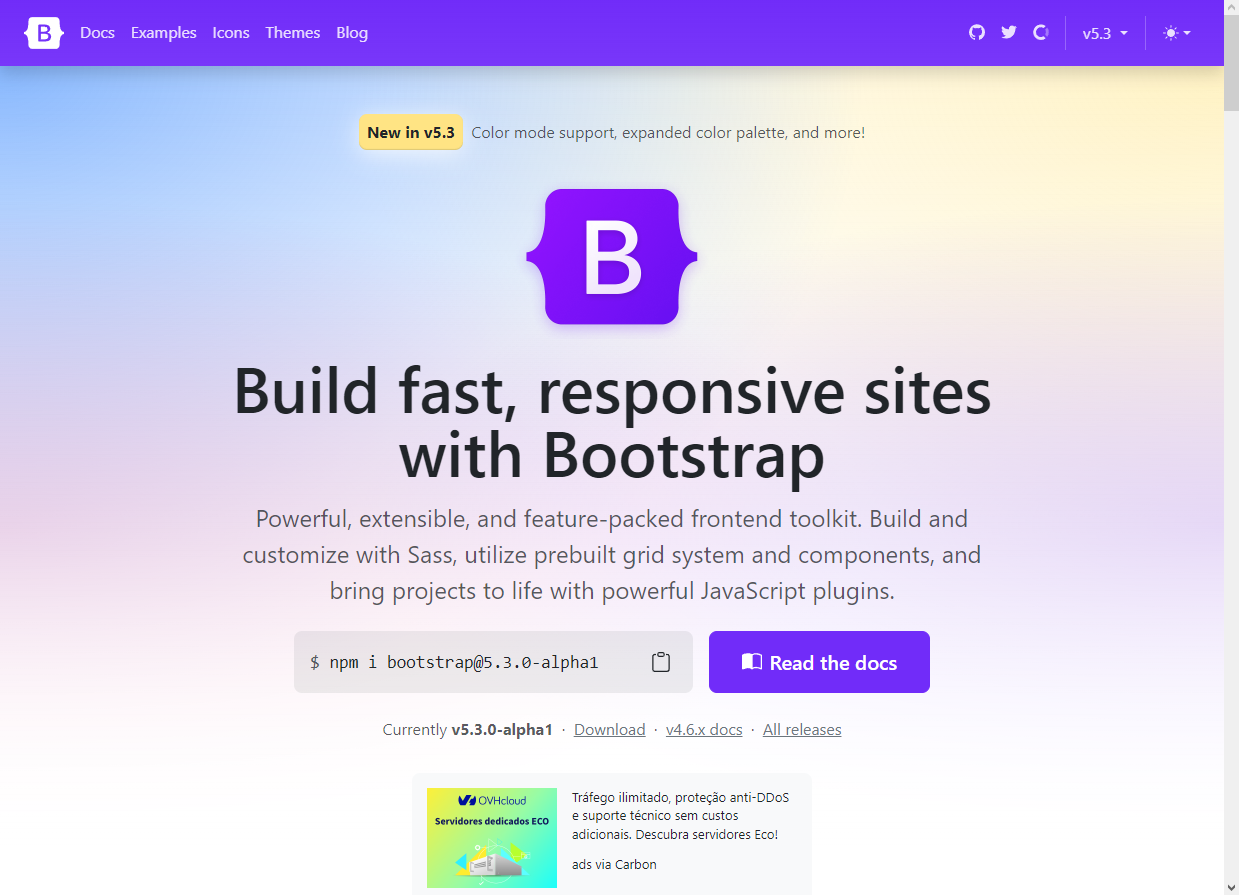 B Docs Examples Icons Themes Blog v5.3
New in v5.3 Color mode support, expanded color palette, and more!
B
Build fast, responsive sites
with Bootstrap
Powerful, extensible, and feature-packed frontend toolkit. Build and
customize with Sass, utilize prebuilt grid system and components, and
bring projects to life with powerful JavaScript plugins.
$ npm i bootstrap@5.3.0-alpha1
Read the docs
Currently v5.3.0-alpha1 · Download · v4.6.x docs · All releases
OVHcloud
Servidores dedicados ECO
Tráfego ilimitado, proteção anti-DDoS
e suporte técnico sem custos
adicionais. Descubra servidores Eco!
ads via Carbon